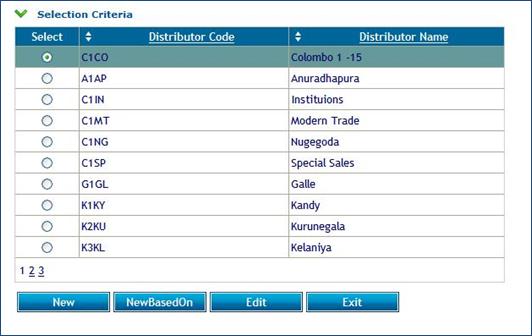 Selection Criteria
Select Distributor Code Distributor Name
C1CO Colombo 1 -15
A1AP Anuradhapura
C1IN Instituions
C1MT Modern Trade
C1NG Nugegoda
C1SP Special Sales
G1GL Galle
K1KY Kandy
K2KU Kurunegala
K3KL Kelaniya
1 2 3
New NewBasedOn Edit Exit